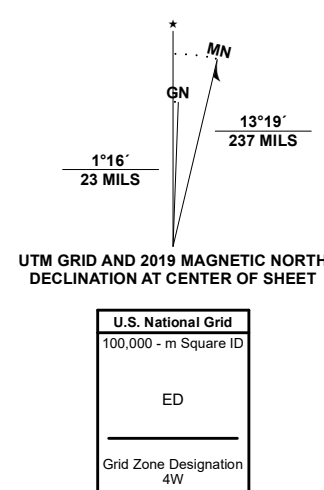 ★
MN
GN
13°19´
237 MILS
1°16´
23 MILS
UTM GRID AND 2019 MAGNETIC NORTH
DECLINATION AT CENTER OF SHEET
U.S. National Grid
100,000 - m Square ID
ED
Grid Zone Designation
4W